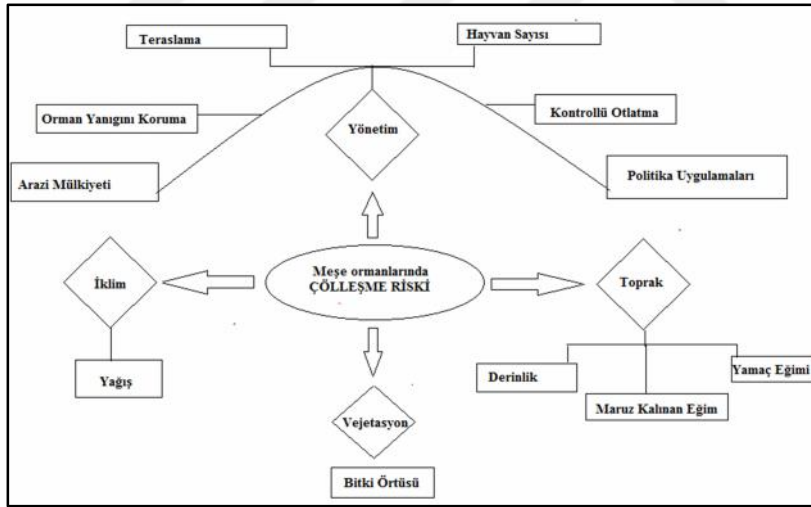 Teraslama
Hayvan Sayısı
Orman Yanıgını Koruma
Yönetim
Kontrollü Otlatma
Arazi Mülkiyeti
Politika Uygulamaları
İklim
Meşe ormanlarında
ÇÖLLEŞME RİSKİ
Toprak
Yağış
Derinlik
Maruz Kalınan Eğim
Yamaç Eğimi
Vejetasyon
Bitki Örtüsü